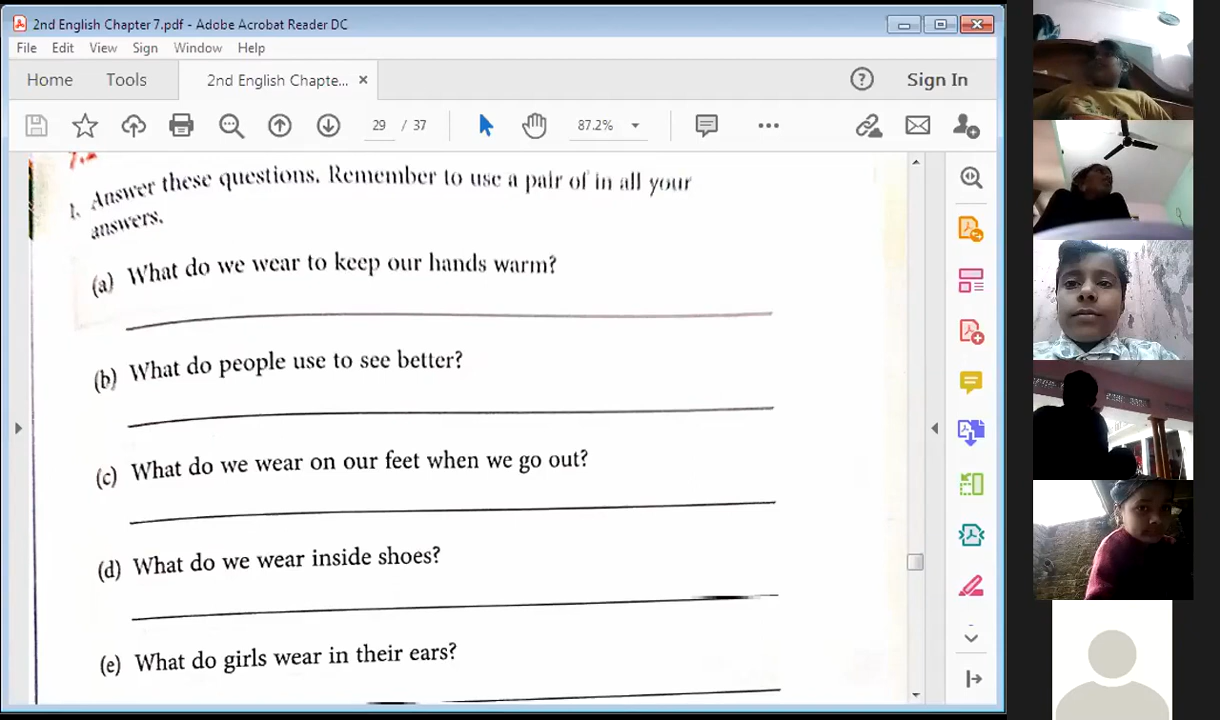 2nd English Chapter 7.pdf - Adobe Acrobat Reader DC
File Edit View Sign Window Help
Home Tools 2nd English Chapte... × Sign In
29 / 37 87.2%
1. Answer these questions. Remember to use a pair of in all your
answers.
(a) What do we wear to keep our hands warm?
(b) What do people use to see better?
(c) What do we wear on our feet when we go out?
(d) What do we wear inside shoes?
(e) What do girls wear in their ears?